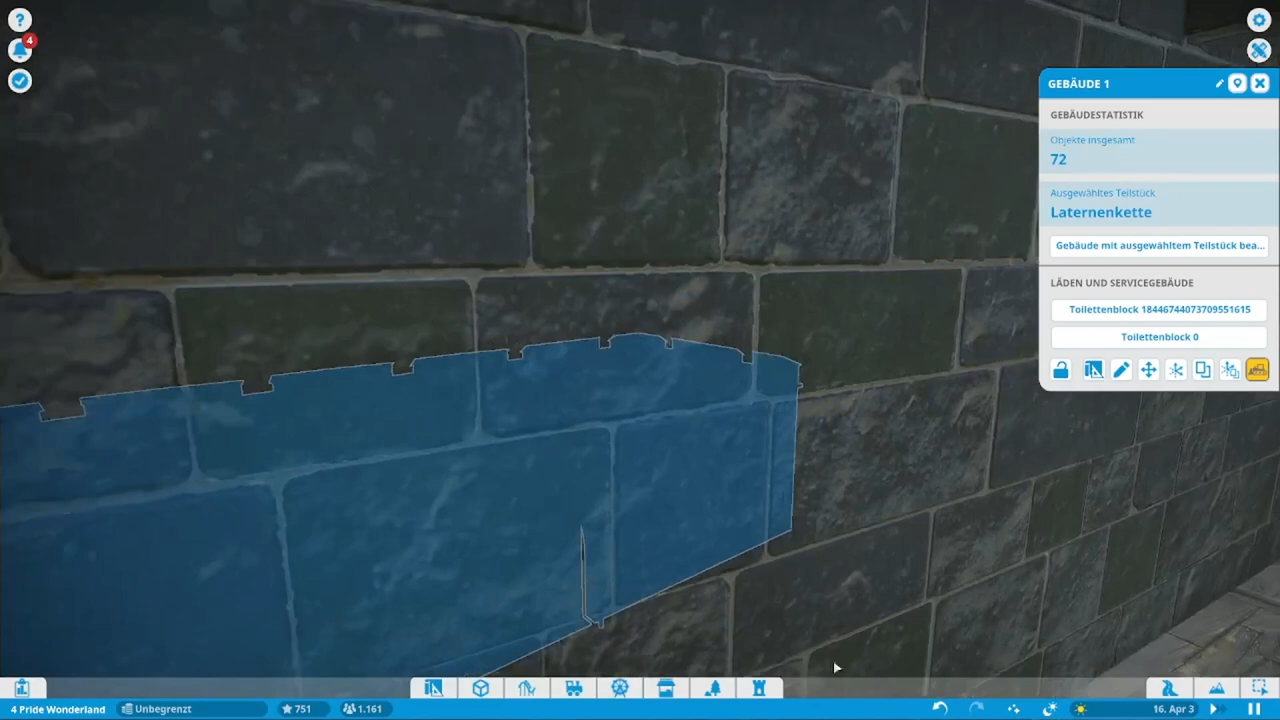 ?
4
GEBÄUDE 1
GEBÄUDESTATISTIK
Objekte insgesamt
72
Ausgewähltes Teilstück
Laternenkette
Gebäude mit ausgewähltem Teilstück bea...
LÄDEN UND SERVICEGEBÄUDE
Toilettenblock 18446744073709551615
Toilettenblock 0
4 Pride Wonderland
Unbegrenzt
751
1.161
16. Apr 3